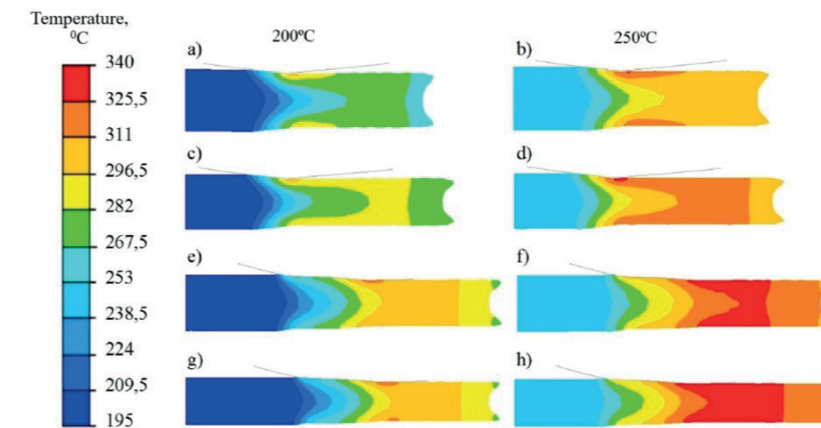 Temperature,
⁰C
200ºC
250ºC
a)
b)
340
325,5
311
296,5
282
267,5
253
238,5
224
209,5
195
c)
d)
e)
f)
g)
h)